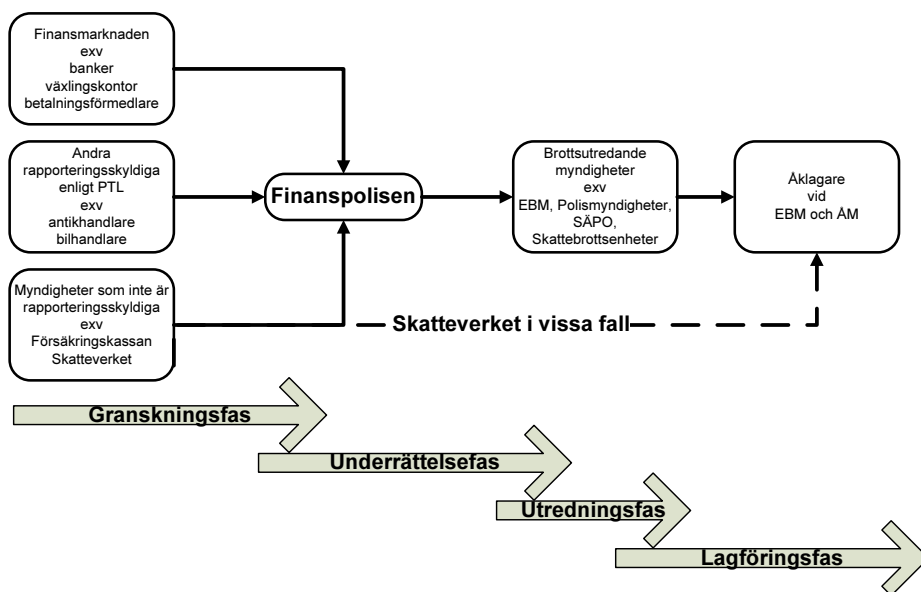 Finansmarknaden
exv
banker
växlingskontor
betalningsförmedlare
Andra
rapporteringsskyldiga
enligt PTL
exv
antikhandlare
bilhandlare
Myndigheter som inte är
rapporteringsskyldiga
exv
Försäkringskassan
Skatteverket
Finanspolisen
Brottsutredande
myndigheter
exv
EBM, Polismyndigheter,
SÄPO,
Skattebrottsenheter
Åklagare
vid
EBM och ÅM
Skatteverket i vissa fall
Granskningsfas
Underrättelsefas
Utredningsfas
Lagföringsfas